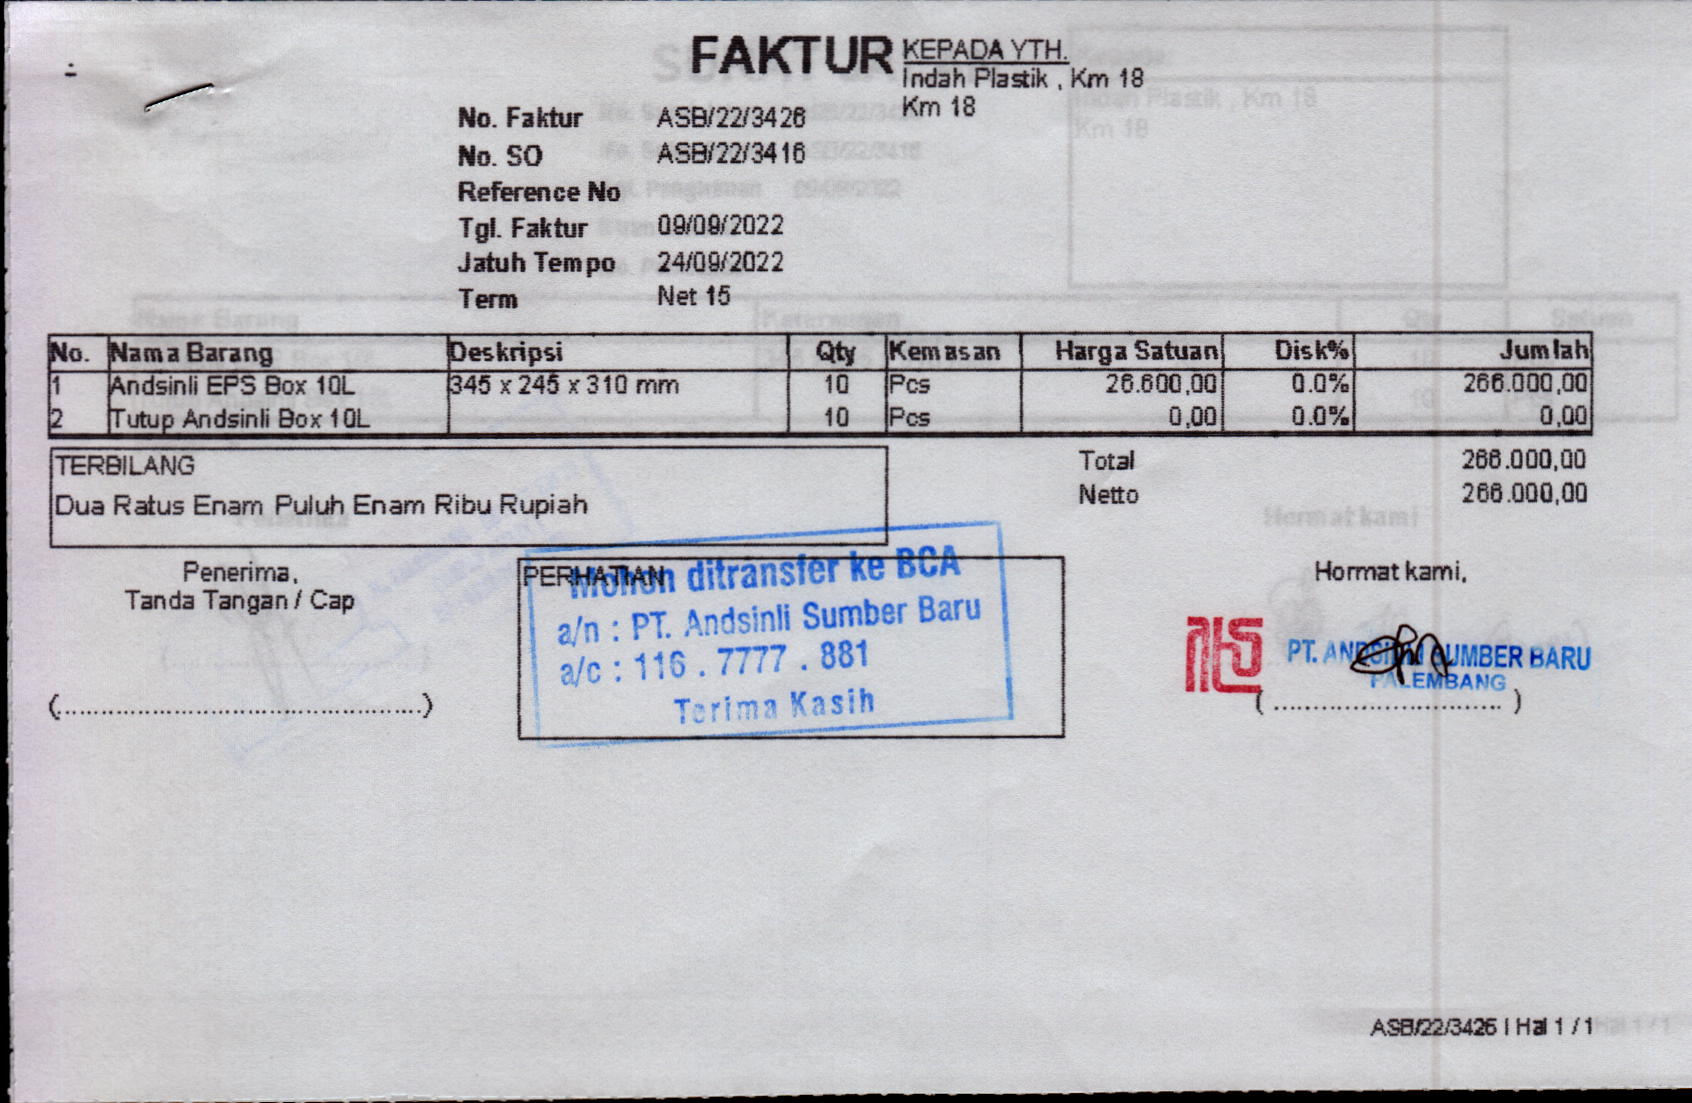 FAKTUR
KEPADA YTH.
Indah Plastik , Km 18
Km 18
No. Faktur ASB/22/3426
No. SO ASB/22/3416
Reference No
Tgl. Faktur 09/09/2022
Jatuh Tempo 24/09/2022
Term Net 15
No. Nama Barang Deskripsi Qty Kemasan Harga Satuan Disk% Jumlah
1 Andsinli EPS Box 10L 345 x 245 x 310 mm 10 Pcs 26.600,00 0.0% 266.000,00
2 Tutup Andsinli Box 10L 10 Pcs 0,00 0.0% 0,00
TERBILANG
Dua Ratus Enam Puluh Enam Ribu Rupiah
Total 266.000,00
Netto 266.000,00
Penerima,
Tanda Tangan / Cap
(..............................................)
PERHATIAN
Mohon ditransfer ke BCA
a/n : PT. Andsinli Sumber Baru
a/c : 116 . 7777 . 881
Terima Kasih
Hormat kami,
PT. ANDSINLI SUMBER BARU
PALEMBANG
( ............................ )
ASB/22/3426 | Hal 1 / 1